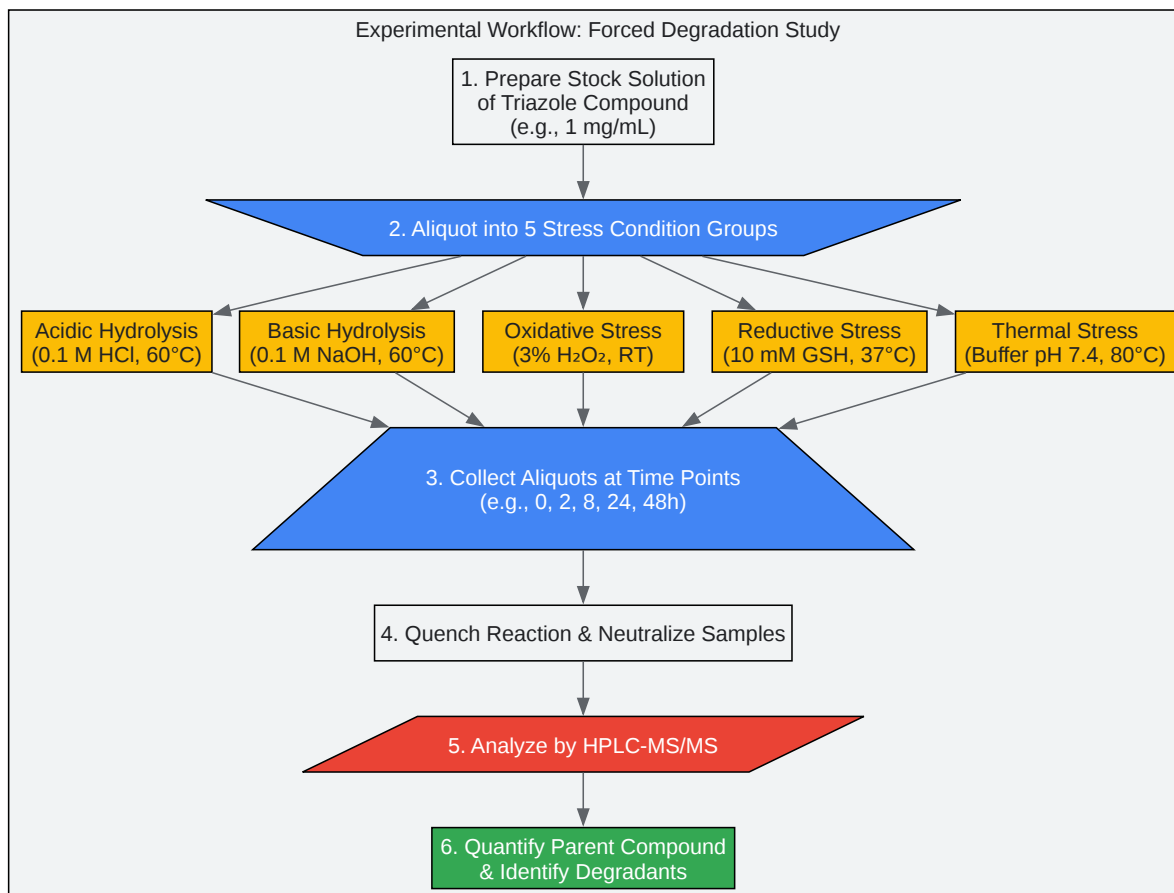 Experimental Workflow: Forced Degradation Study
1. Prepare Stock Solution
of Triazole Compound
(e.g., 1 mg/mL)
2. Aliquot into 5 Stress Condition Groups
Acidic Hydrolysis
(0.1 M HCl, 60°C)
Basic Hydrolysis
(0.1 M NaOH, 60°C)
Oxidative Stress
(3% H₂O₂, RT)
Reductive Stress
(10 mM GSH, 37°C)
Thermal Stress
(Buffer pH 7.4, 80°C)
3. Collect Aliquots at Time Points
(e.g., 0, 2, 8, 24, 48h)
4. Quench Reaction & Neutralize Samples
5. Analyze by HPLC-MS/MS
6. Quantify Parent Compound
& Identify Degradants